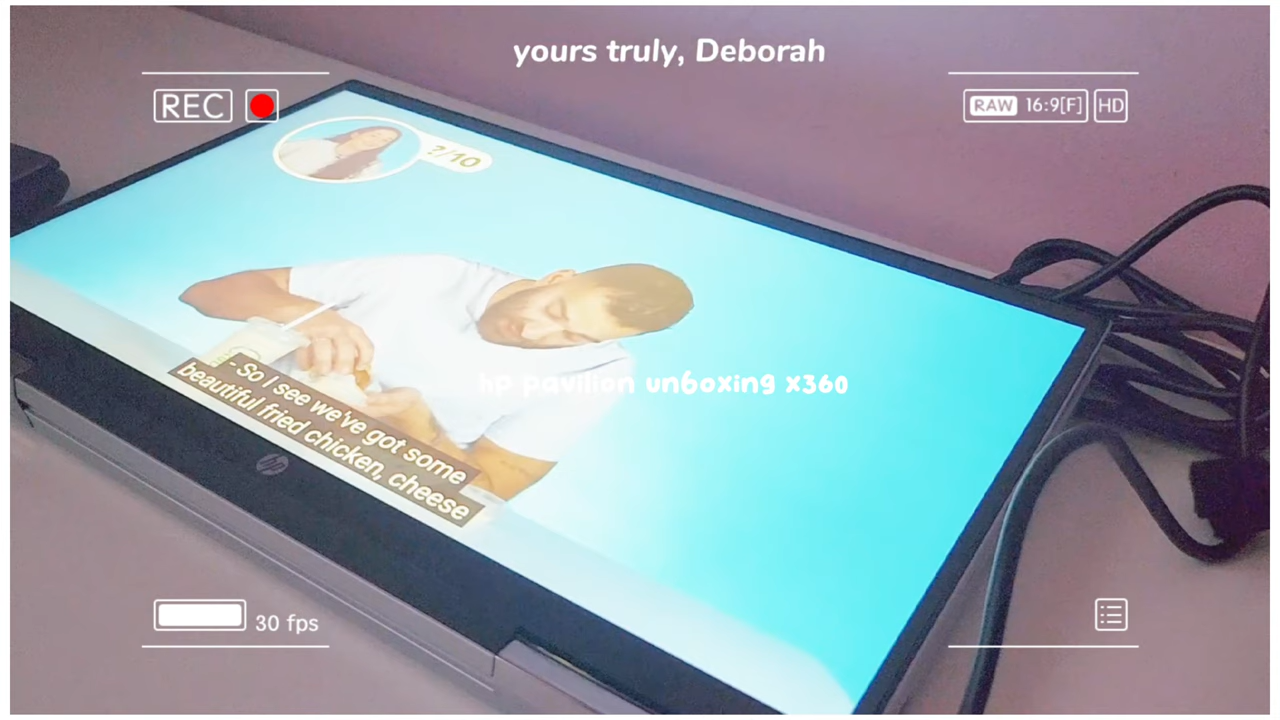 yours truly, Deborah
REC
RAW 16:9[F] HD
?/10
hp pavilion unboxing x360
- So I see we've got some
beautiful fried chicken, cheese
hp
30 fps